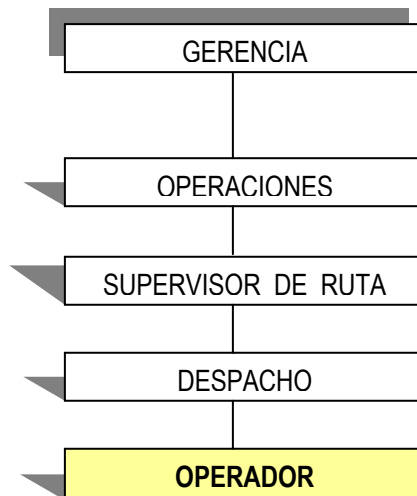 GERENCIA
OPERACIONES
SUPERVISOR DE RUTA
DESPACHO
OPERADOR